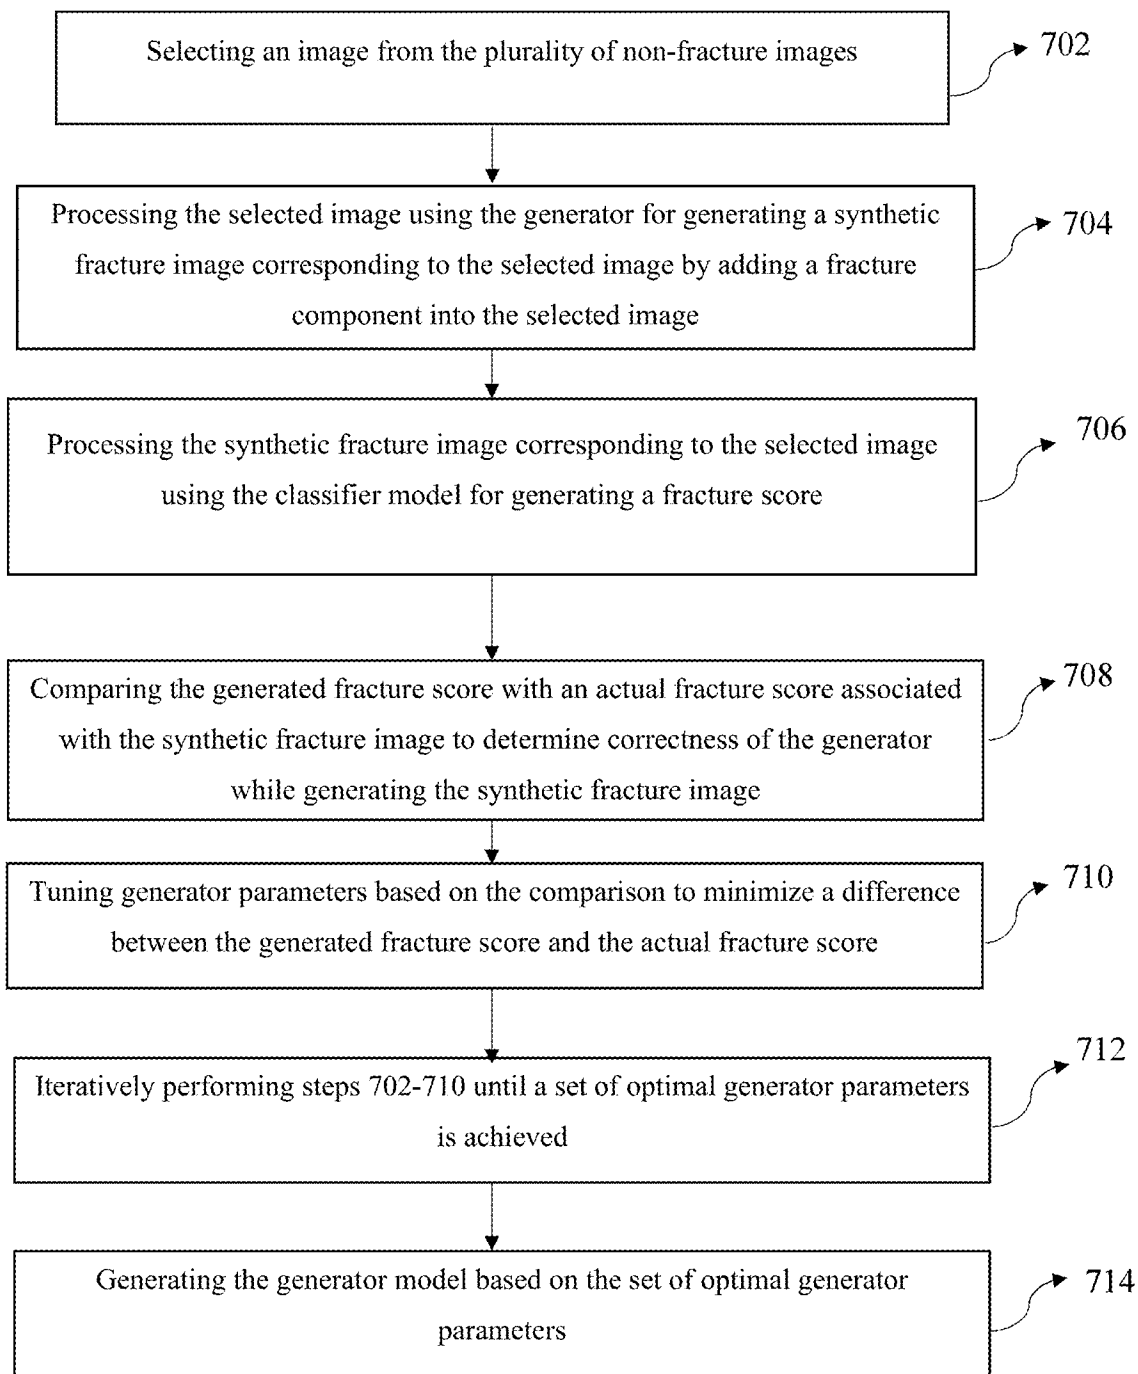 Selecting an image from the plurality of non-fracture images
702
Processing the selected image using the generator for generating a synthetic
fracture image corresponding to the selected image by adding a fracture
component into the selected image
704
Processing the synthetic fracture image corresponding to the selected image
using the classifier model for generating a fracture score
706
Comparing the generated fracture score with an actual fracture score associated
with the synthetic fracture image to determine correctness of the generator
while generating the synthetic fracture image
708
Tuning generator parameters based on the comparison to minimize a difference
between the generated fracture score and the actual fracture score
710
Iteratively performing steps 702-710 until a set of optimal generator parameters
is achieved
712
Generating the generator model based on the set of optimal generator
parameters
714